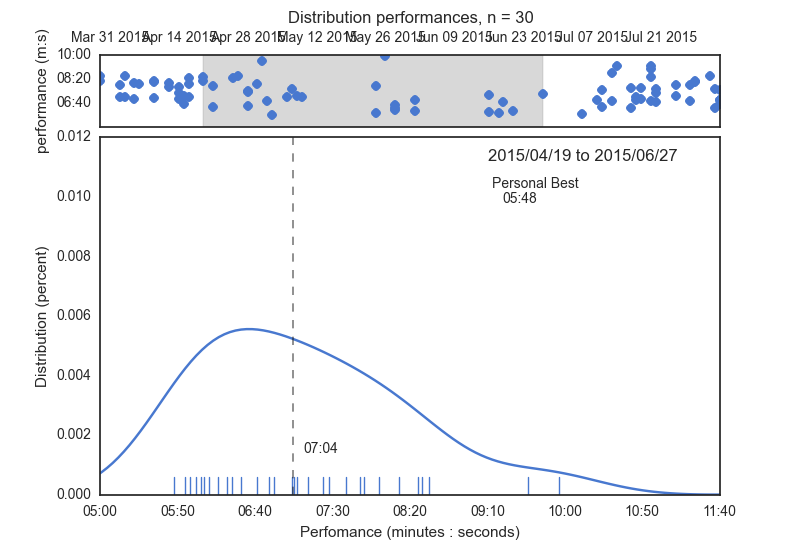 Distribution performances, n = 30
Mar 31 2015 Apr 14 2015 Apr 28 2015 May 12 2015 May 26 2015 Jun 09 2015 Jun 23 2015 Jul 07 2015 Jul 21 2015
performance (m:s)
10:00
08:20
06:40
0.012
0.010
0.008
0.006
0.004
0.002
0.000
Distribution (percent)
2015/04/19 to 2015/06/27
Personal Best
05:48
07:04
05:00 05:50 06:40 07:30 08:20 09:10 10:00 10:50 11:40
Perfomance (minutes : seconds)